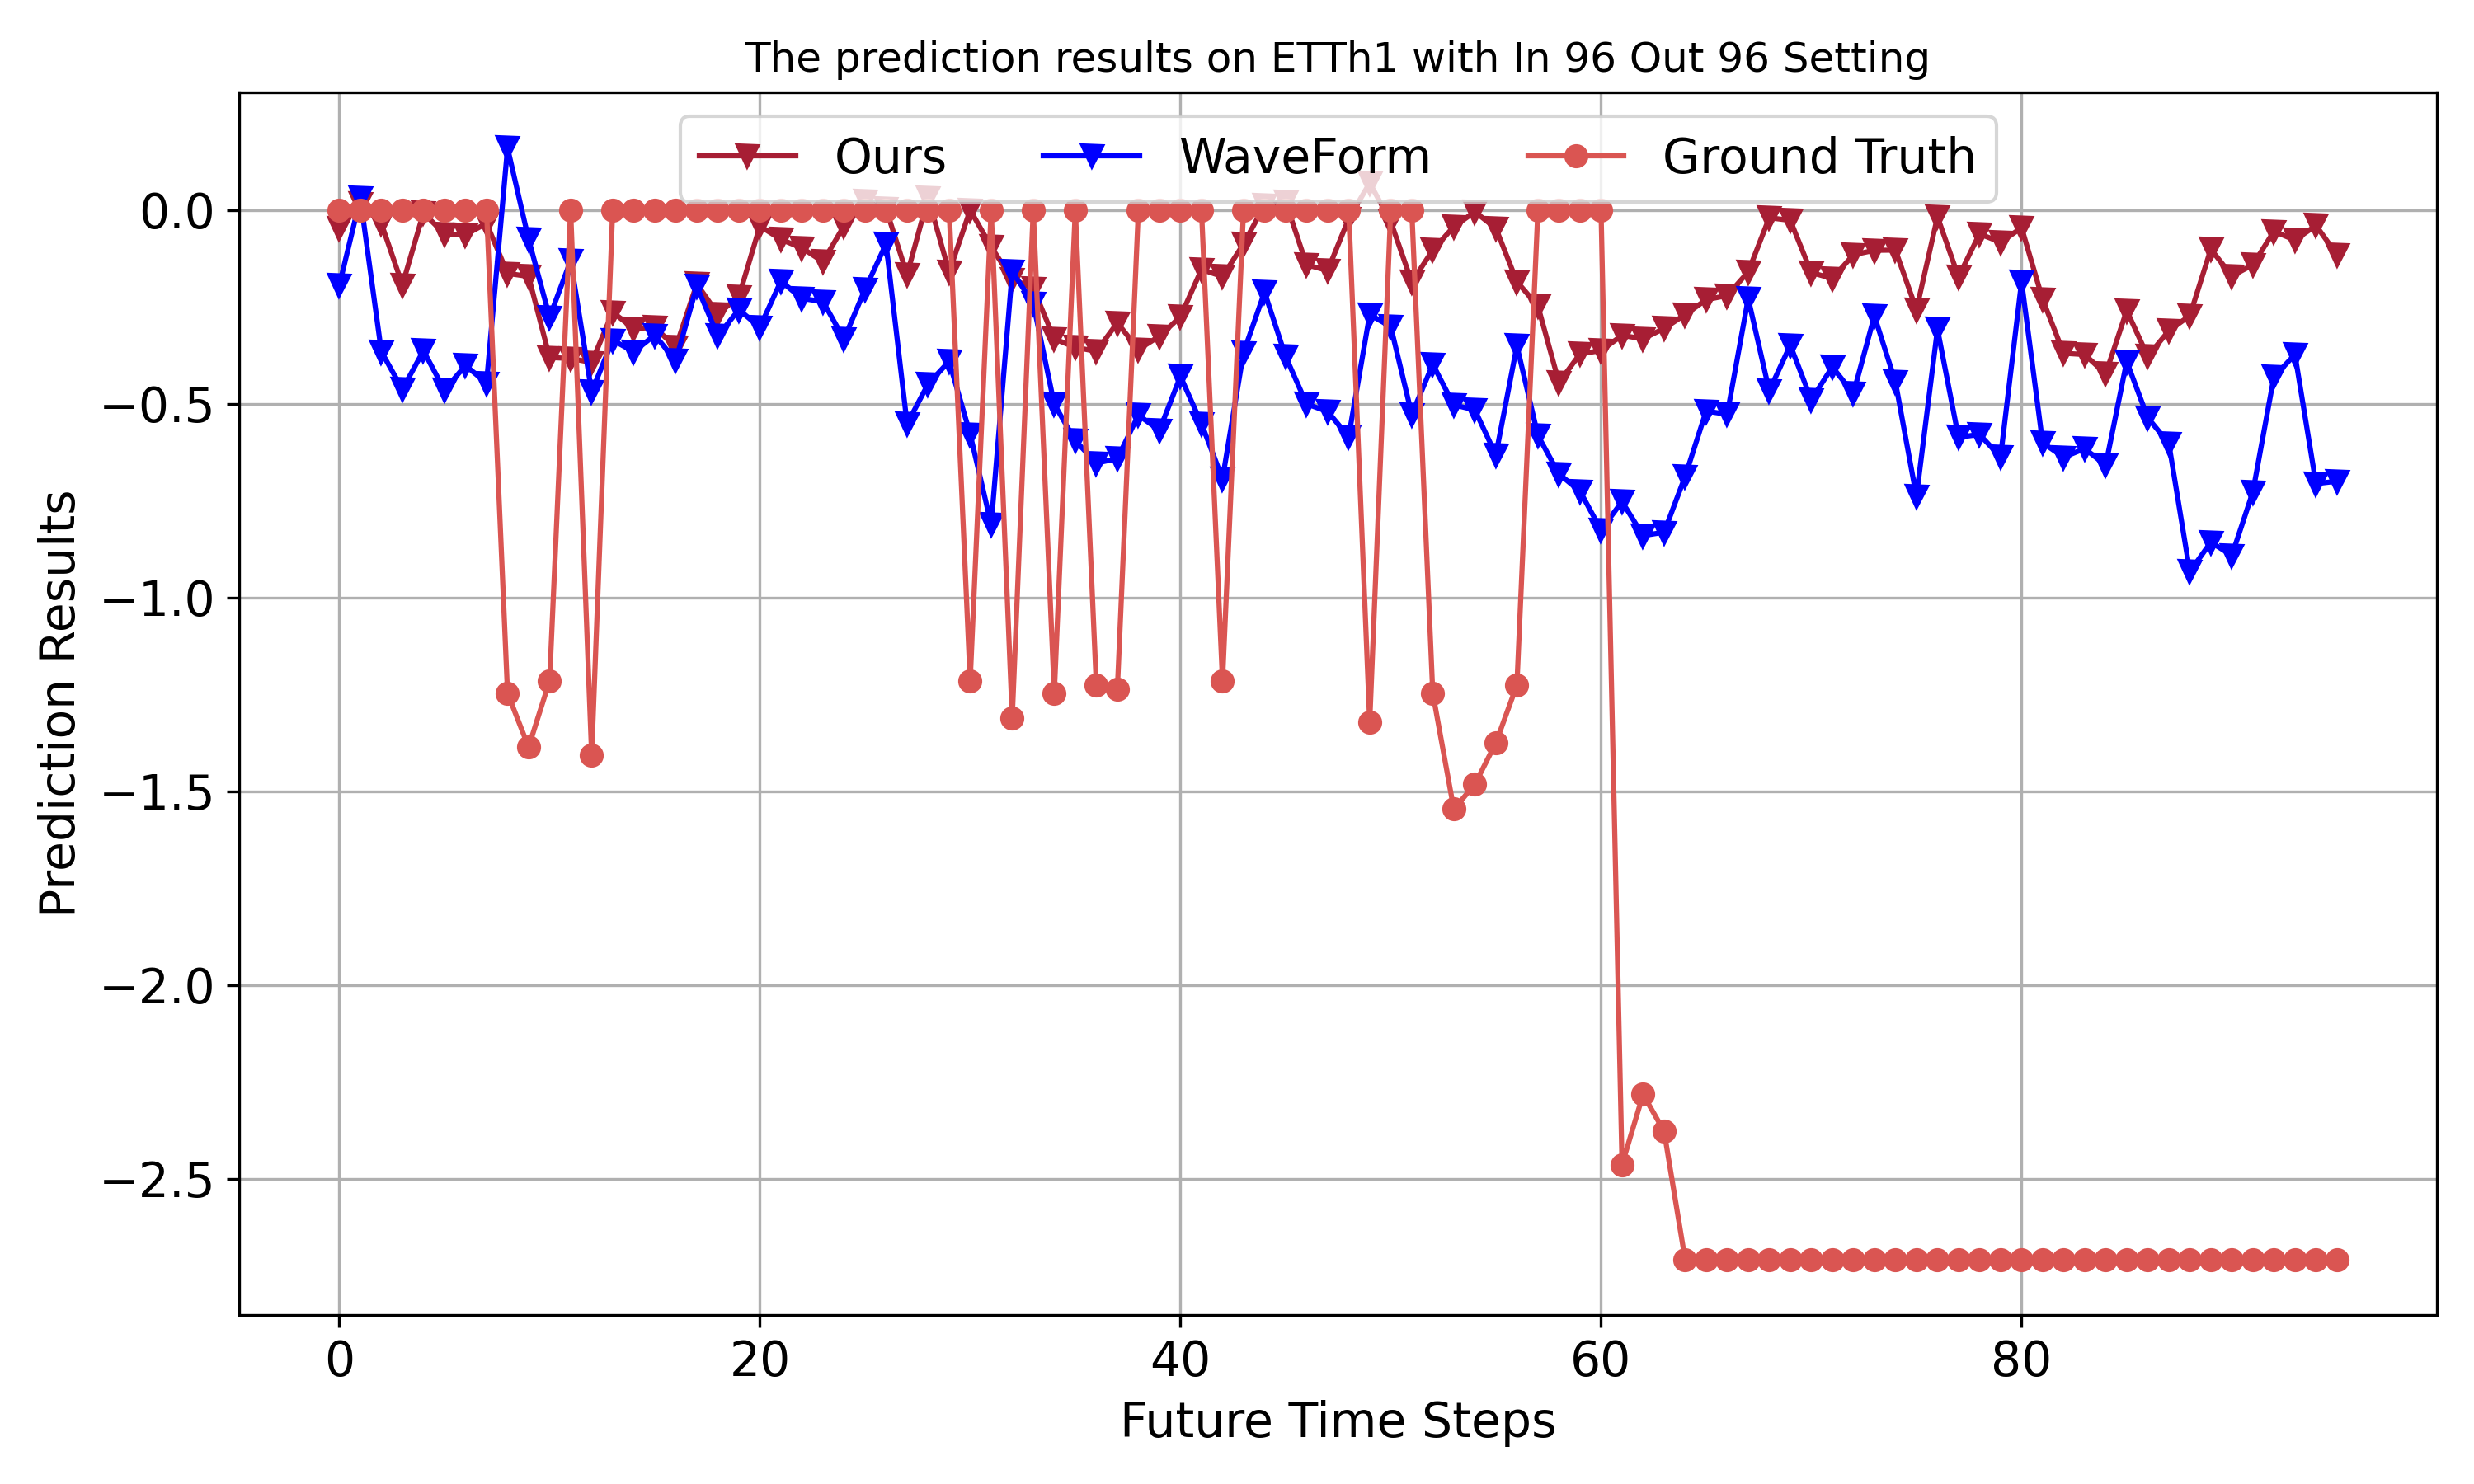 The prediction results on ETTh1 with In 96 Out 96 Setting
Ours
WaveForm
Ground Truth
Prediction Results
0.0
−0.5
−1.0
−1.5
−2.0
−2.5
0
20
40
60
80
Future Time Steps